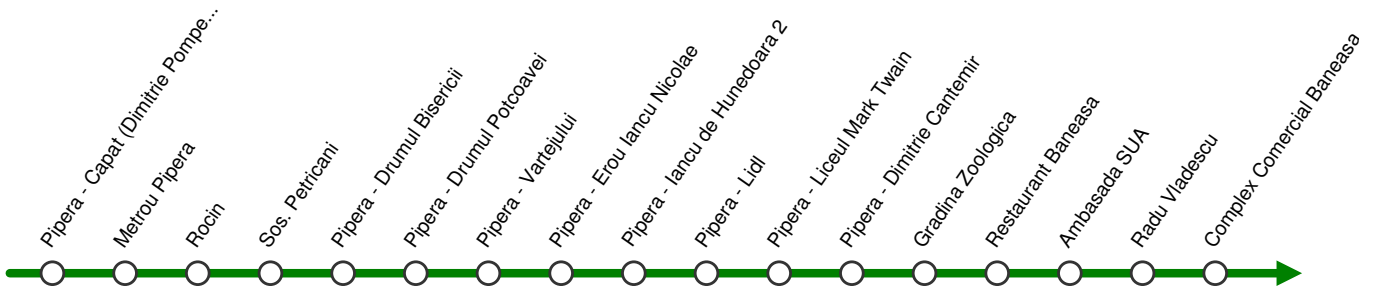 Pipera - Capat (Dimitrie Pompe...
Metrou Pipera
Rocin
Sos. Petricani
Pipera - Drumul Bisericii
Pipera - Drumul Potcoavei
Pipera - Vartejului
Pipera - Erou Iancu Nicolae
Pipera - Iancu de Hunedoara 2
Pipera - Lidl
Pipera - Liceul Mark Twain
Pipera - Dimitrie Cantemir
Gradina Zoologica
Restaurant Baneasa
Ambasada SUA
Radu Vladescu
Complex Comercial Baneasa